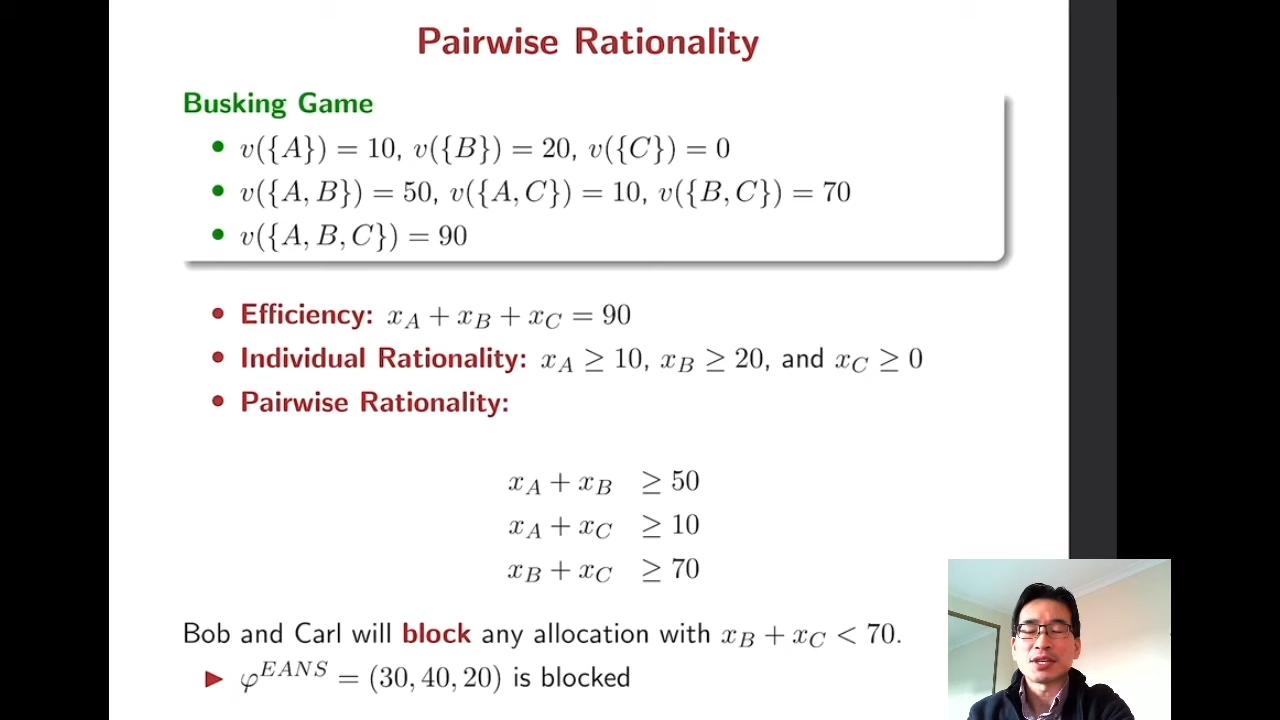 Pairwise Rationality
Busking Game
• v({A}) = 10, v({B}) = 20, v({C}) = 0
• v({A, B}) = 50, v({A, C}) = 10, v({B, C}) = 70
• v({A, B, C}) = 90
• Efficiency: x_A + x_B + x_C = 90
• Individual Rationality: x_A ≥ 10, x_B ≥ 20, and x_C ≥ 0
• Pairwise Rationality:
x_A + x_B ≥ 50
x_A + x_C ≥ 10
x_B + x_C ≥ 70
Bob and Carl will block any allocation with x_B + x_C < 70.
► φ^{EANS} = (30, 40, 20) is blocked